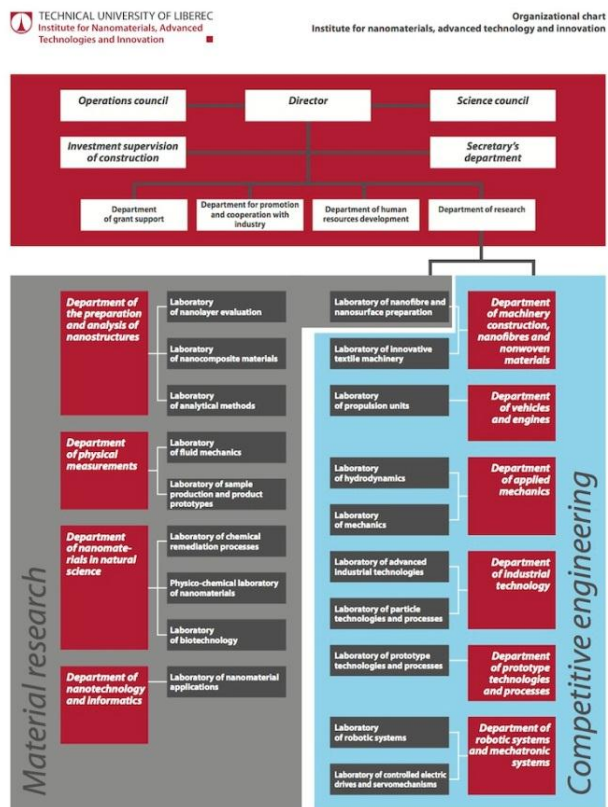 TECHNICAL UNIVERSITY OF LIBEREC
Institute for Nanomaterials, Advanced
Technologies and Innovation
Organizational chart
Institute for nanomaterials, advanced technology and innovation
Operations council
Director
Science council
Investment supervision
of construction
Secretary's
department
Department
of grant support
Department for promotion
and cooperation with
industry
Department of human
resources development
Department of research
Material research
Department of
the preparation
and analysis of
nanostructures
Laboratory
of nanolayer evaluation
Laboratory
of nanocomposite materials
Laboratory
of analytical methods
Department
of physical
measurements
Laboratory
of fluid mechanics
Laboratory of sample
production and product
prototypes
Department
of nanomate-
rials in natural
science
Laboratory of chemical
remediation processes
Physico-chemical laboratory
of nanomaterials
Laboratory
of biotechnology
Department of
nanotechnology
and informatics
Laboratory of nanomaterial
applications
Competitive engineering
Laboratory of nanofibre and
nanosurface preparation
Laboratory of innovative
textile machinery
Department
of machinery
construction,
nanofibres and
nonwoven
materials
Laboratory
of propulsion units
Department
of vehicles
and engines
Laboratory
of hydrodynamics
Laboratory
of mechanics
Department
of applied
mechanics
Laboratory of advanced
industrial technologies
Laboratory of particle
technologies and processes
Department
of industrial
technology
Laboratory of prototype
technologies and processes
Department
of prototype
technologies
and processes
Laboratory
of robotic systems
Laboratory of controlled electric
drives and servomechanisms
Department of
robotic systems
and mechatronic
systems